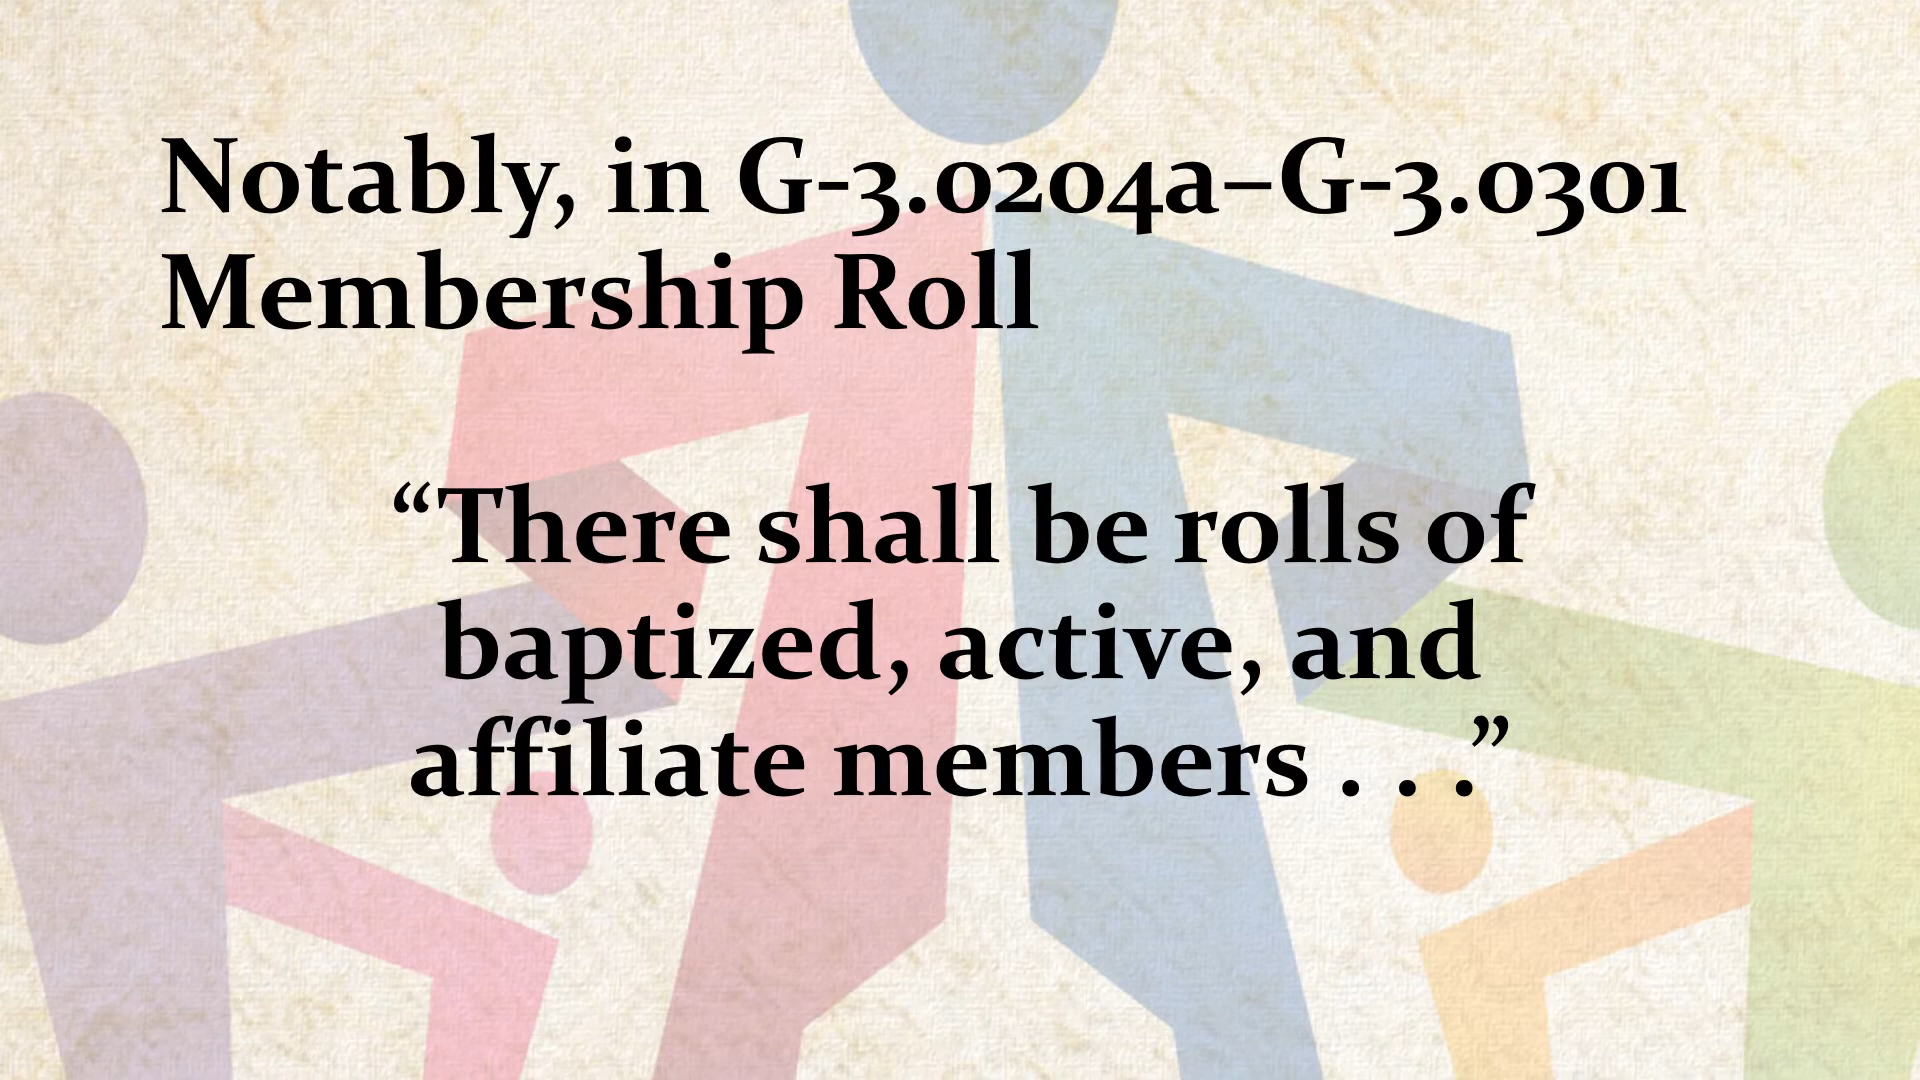 Notably, in G-3.0204a–G-3.0301
Membership Roll
“There shall be rolls of
baptized, active, and
affiliate members . . .”